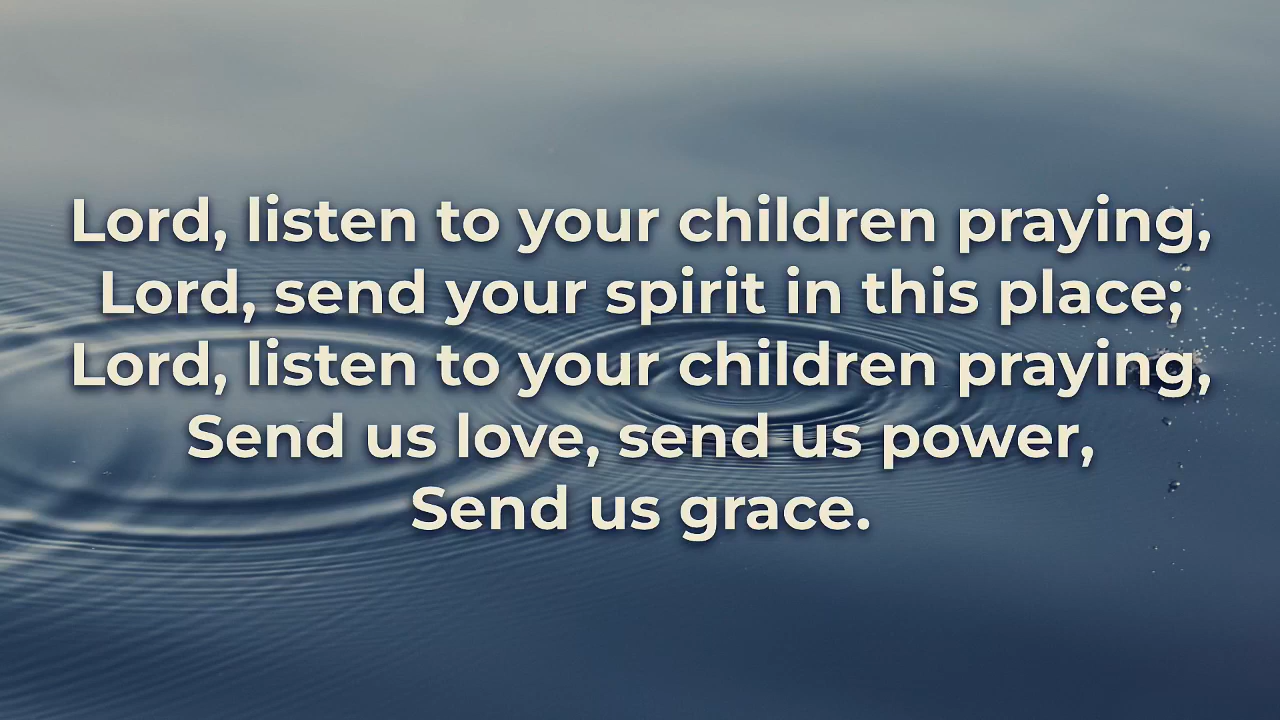 Lord, listen to your children praying,
Lord, send your spirit in this place;
Lord, listen to your children praying,
Send us love, send us power,
Send us grace.